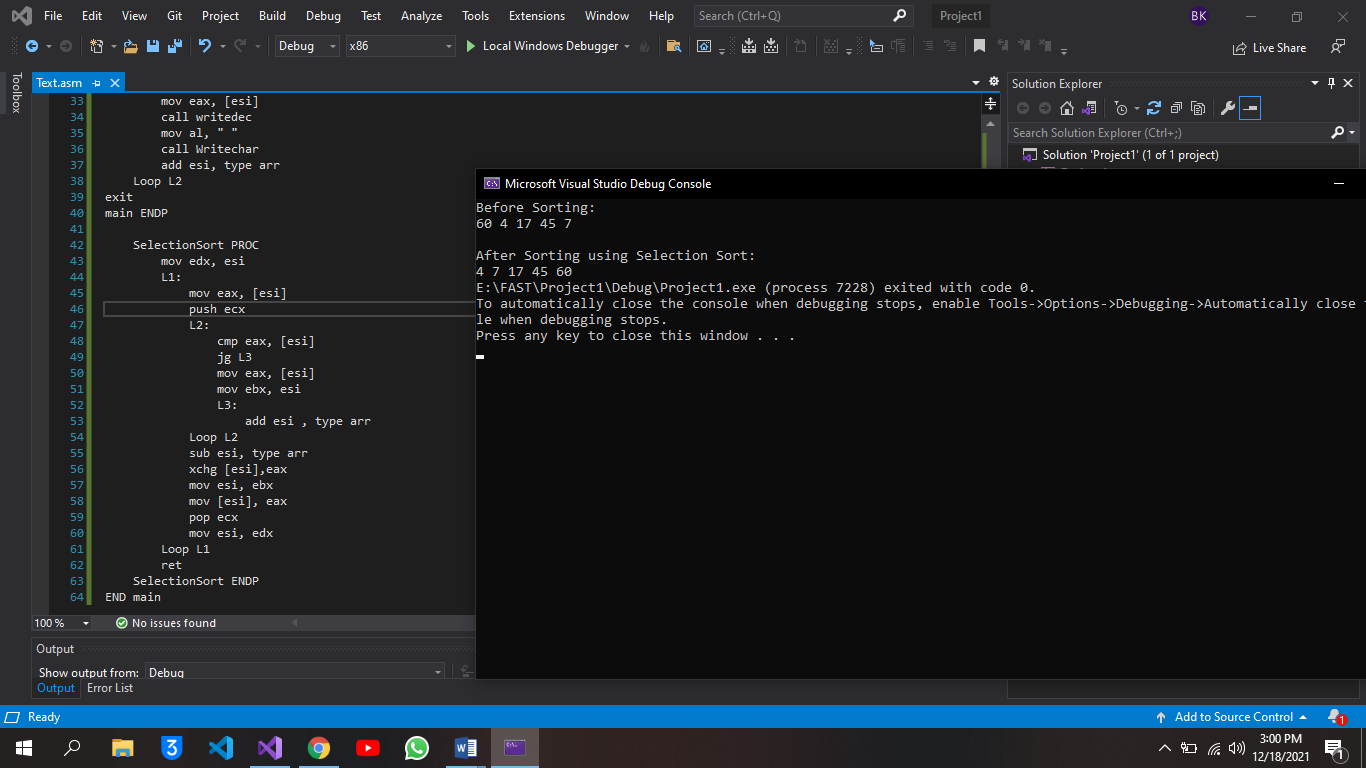 File Edit View Git Project Build Debug Test Analyze Tools Extensions Window Help Search (Ctrl+Q) Project1 BK
Debug x86 Local Windows Debugger Live Share
Toolbox
Text.asm
33 mov eax, [esi]
34 call writedec
35 mov al, " "
36 call Writechar
37 add esi, type arr
38 Loop L2
39 exit
40 main ENDP
41
42 SelectionSort PROC
43 mov edx, esi
44 L1:
45 mov eax, [esi]
46 push ecx
47 L2:
48 cmp eax, [esi]
49 jg L3
50 mov eax, [esi]
51 mov ebx, esi
52 L3:
53 add esi , type arr
54 Loop L2
55 sub esi, type arr
56 xchg [esi],eax
57 mov esi, ebx
58 mov [esi], eax
59 pop ecx
60 mov esi, edx
61 Loop L1
62 ret
63 SelectionSort ENDP
64 END main
100 % No issues found
Output
Show output from: Debug
Output Error List
Solution Explorer
Search Solution Explorer (Ctrl+;)
Solution 'Project1' (1 of 1 project)
Microsoft Visual Studio Debug Console
Before Sorting:
60 4 17 45 7
After Sorting using Selection Sort:
4 7 17 45 60
E:\FAST\Project1\Debug\Project1.exe (process 7228) exited with code 0.
To automatically close the console when debugging stops, enable Tools->Options->Debugging->Automatically close
le when debugging stops.
Press any key to close this window . . .
Ready Add to Source Control 1
3:00 PM
12/18/2021
1